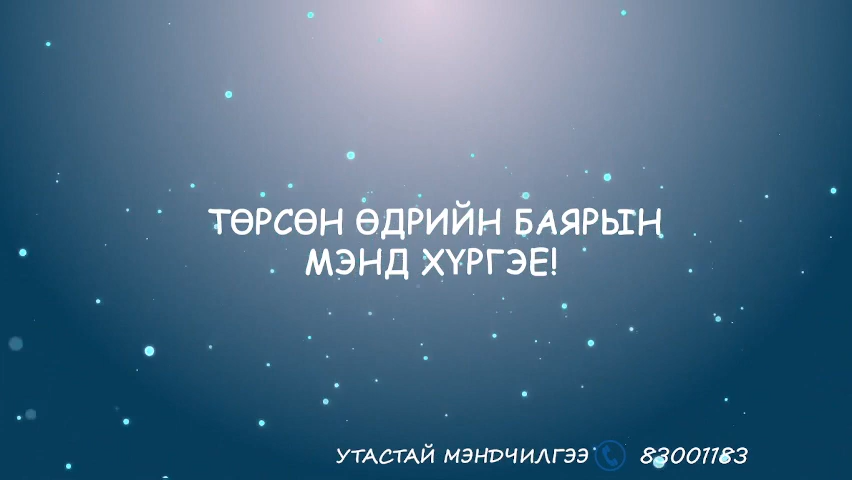 ТӨРСӨН ӨДРИЙН БАЯРЫН
МЭНД ХҮРГЭЕ!
УТАСТАЙ МЭНДЧИЛГЭЭ 83001183